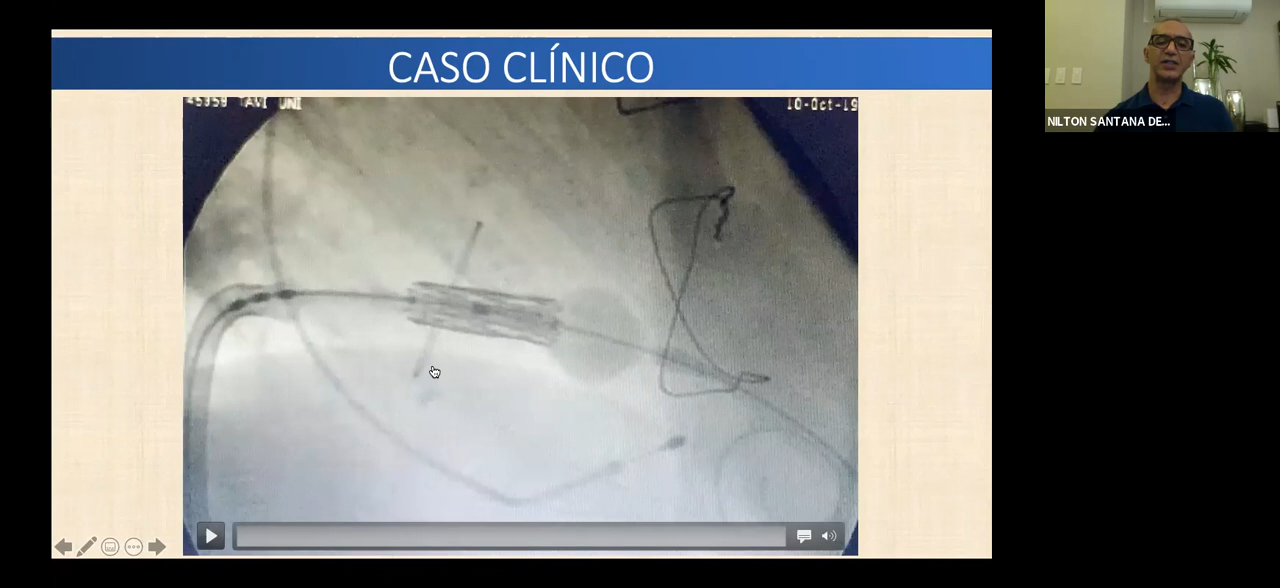 CASO CLÍNICO
45359 TAVI UNI
10-Oct-19
NILTON SANTANA DE...